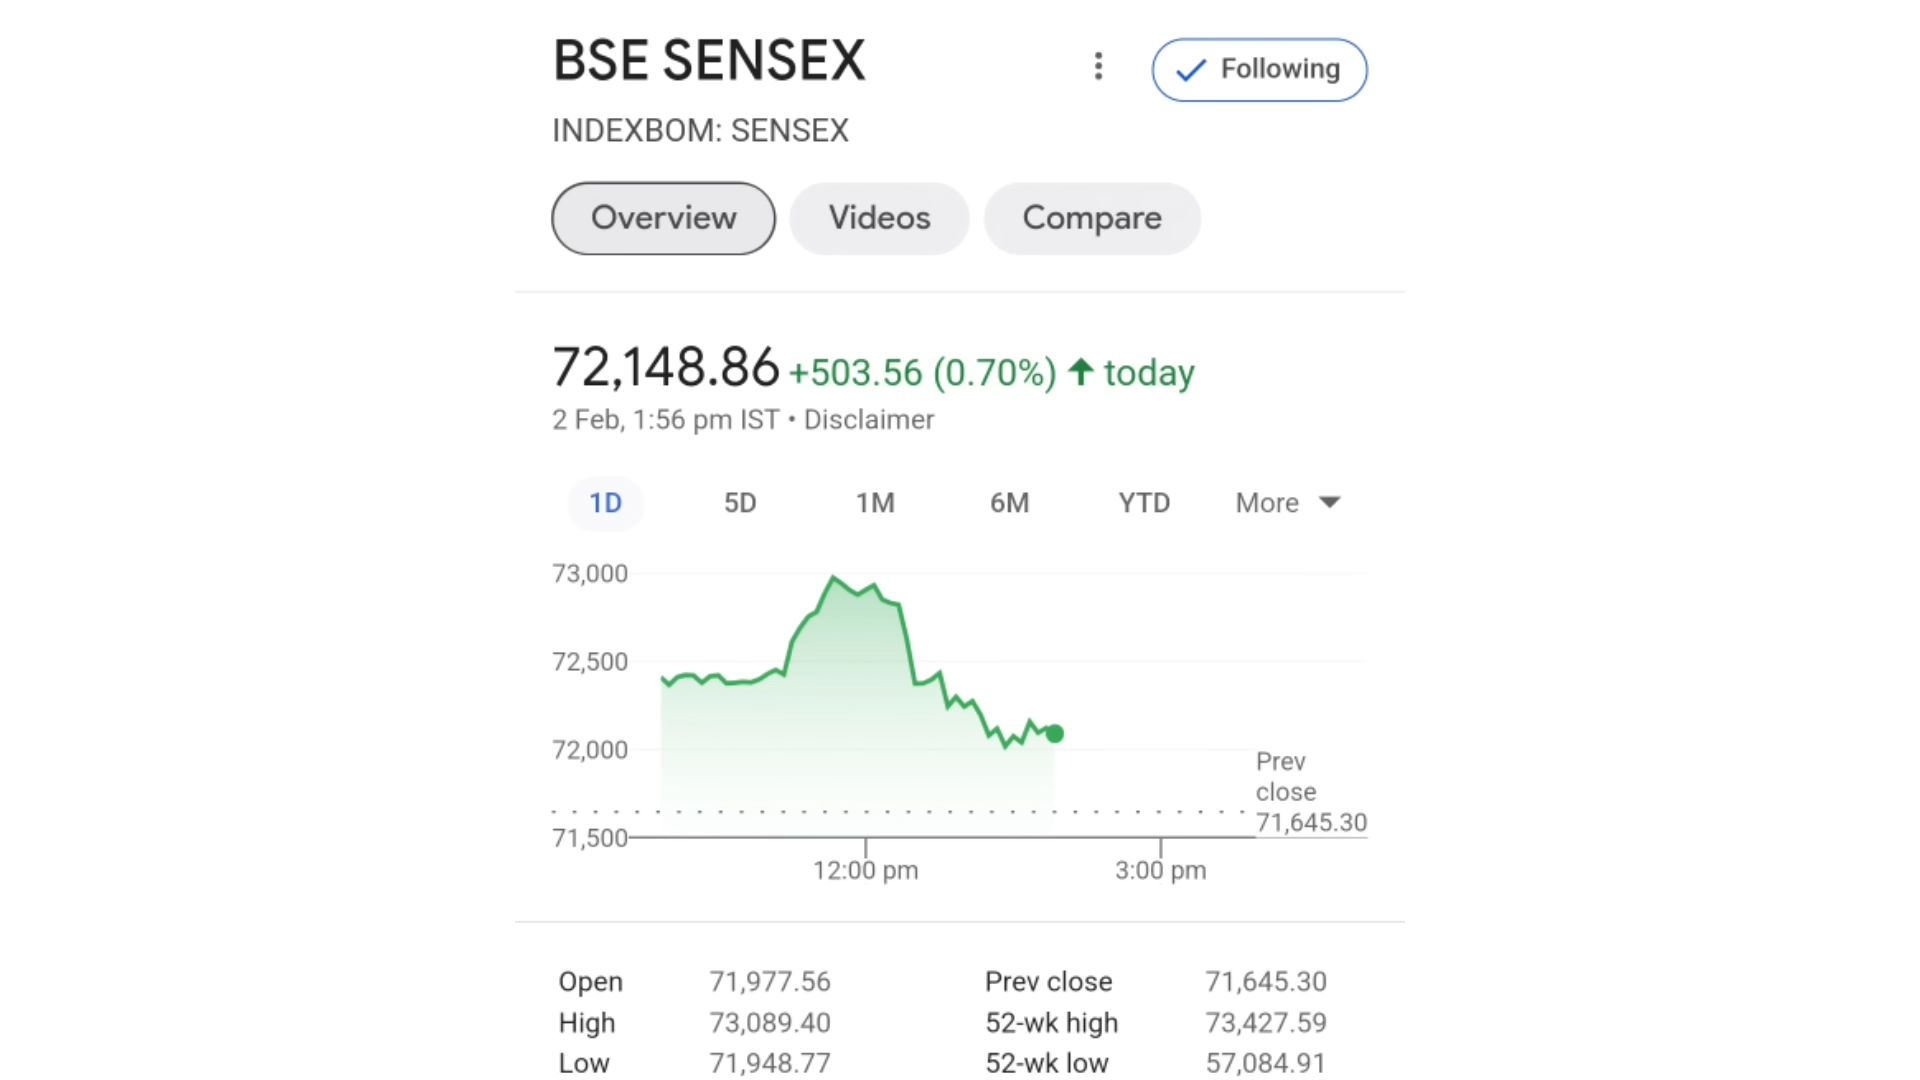 BSE SENSEX
Following
INDEXBOM: SENSEX
Overview Videos Compare
72,148.86 +503.56 (0.70%) ↑ today
2 Feb, 1:56 pm IST • Disclaimer
1D 5D 1M 6M YTD More
73,000
72,500
72,000
71,500
Prev
close
71,645.30
12:00 pm 3:00 pm
Open 71,977.56 Prev close 71,645.30
High 73,089.40 52-wk high 73,427.59
Low 71,948.77 52-wk low 57,084.91